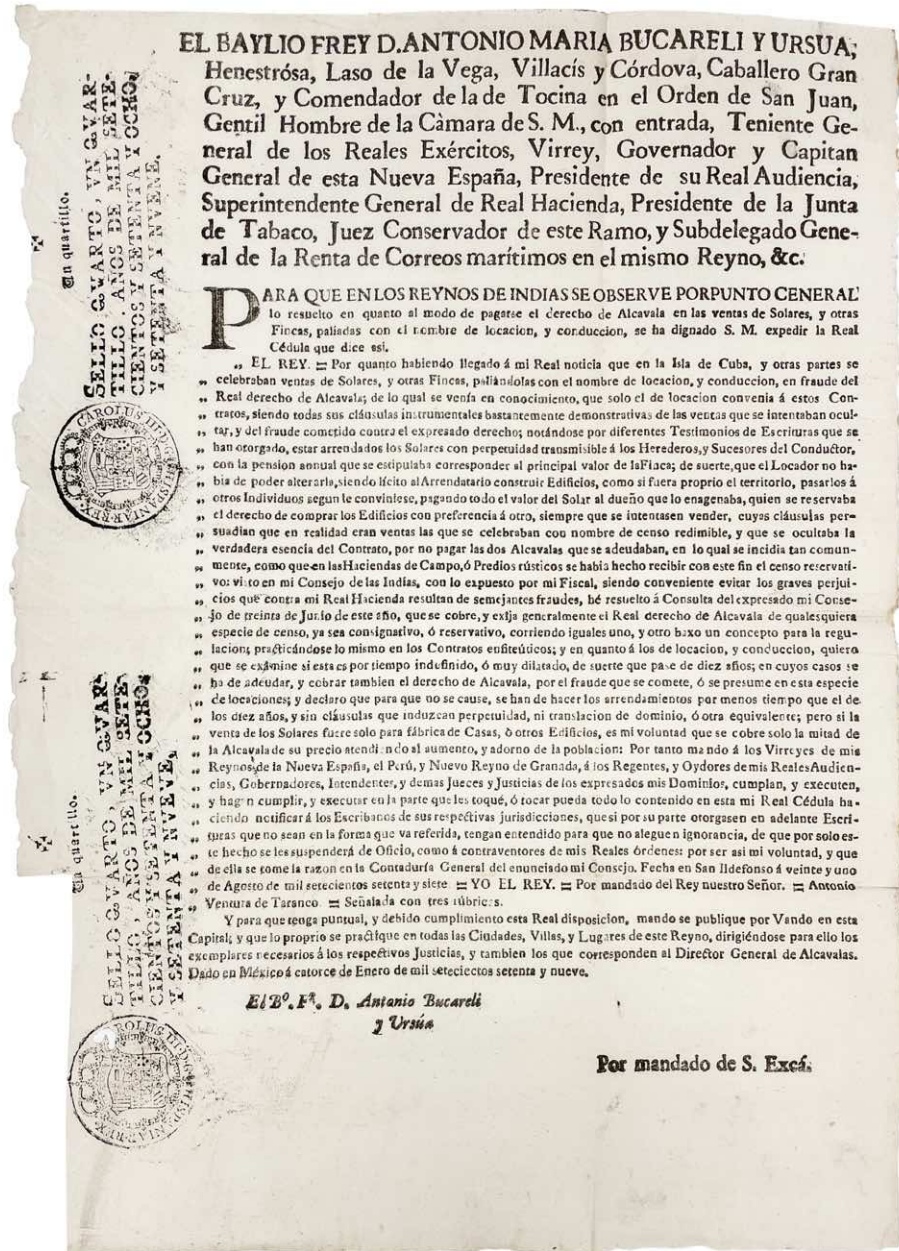 EL BAYLIO FREY D. ANTONIO MARIA BUCARELI Y URSUA,
Henestrósa, Laso de la Vega, Villacís y Córdova, Caballero Gran
Cruz, y Comendador de la de Tocina en el Orden de San Juan,
Gentil Hombre de la Càmara de S. M., con entrada, Teniente Ge-
neral de los Reales Exércitos, Virrey, Governador y Capitan
General de esta Nueva España, Presidente de su Real Audiencia,
Superintendente General de Real Hacienda, Presidente de la Junta
de Tabaco, Juez Conservador de este Ramo, y Subdelegado Gene-
ral de la Renta de Correos marítimos en el mismo Reyno, &c.
PARA QUE EN LOS REYNOS DE INDIAS SE OBSERVE POR PUNTO GENERAL
lo resuelto en quanto al modo de pagarse el derecho de Alcavala en las ventas de Solares, y otras
Fincas, paliadas con el nombre de locacion, y conduccion, se ha dignado S. M. expedir la Real
Cédula que dice asi.
„ EL REY. = Por quanto habiendo llegado á mi Real noticia que en la Isla de Cuba, y otras partes se
„ celebraban ventas de Solares, y otras Fincas, paliándolas con el nombre de locacion, y conduccion, en fraude del
„ Real derecho de Alcavala; de lo qual se venía en conocimiento, que solo el de locacion convenia á estos Con-
„ tratos, siendo todas sus cláusulas instrumentales bastantemente demonstrativas de las ventas que se intentaban ocul-
„ tar, y del fraude cometido contra el expresado derecho; notándose por diferentes Testimonios de Escrituras que se
„ han otorgado, estar arrendados los Solares con perpetuidad transmisible á los Herederos, y Sucesores del Conductor,
„ con la pension annual que se estipulaba corresponder al principal valor de la Finca; de suerte, que el Locador no ha-
„ bia de poder alterarlo, siendo lícito al Arrendatario construir Edificios, como si fuera proprio el territorio, pasarlos á
„ otros Individuos segun le conviniese, pagando todo el valor del Solar al dueño que lo enagenaba, quien se reservaba
„ el derecho de comprar los Edificios con preferencia á otro, siempre que se intentasen vender, cuyas cláusulas per-
„ suadian que en realidad eran ventas las que se celebraban con nombre de censo redimible, y que se ocultaba la
„ verdadera esencia del Contrato, por no pagar las dos Alcavalas que se adeudaban, en lo qual se incidia tan comun-
„ mente, como que en las Haciendas de Campo, ó Predios rústicos se habia hecho recibir con este fin el censo reservati-
„ vo: visto en mi Consejo de las Indias, con lo expuesto por mi Fiscal, siendo conveniente evitar los graves perjui-
„ cios que contra mi Real Hacienda resultan de semejantes fraudes, hé resuelto á Consulta del expresado mi Conse-
„ jo de treinta de Junio de este año, que se cobre, y exija generalmente el Real derecho de Alcavala de qualesquiera
„ especie de censo, ya sea consignativo, ó reservativo, corriendo iguales uno, y otro baxo un concepto para la regu-
„ lacion; practicándose lo mismo en los Contratos enfitéuticos; y en quanto á los de locacion, y conduccion, quiero
„ que se exâmine si esta es por tiempo indefinido, ó muy dilatado, de suerte que pase de diez años; en cuyos casos se
„ ha de adeudar, y cobrar tambien el derecho de Alcavala, por el fraude que se comete, ó se presume en esta especie
„ de locaciones; y declaro que para que no se cause, se han de hacer los arrendamientos por menos tiempo que el de
„ los diez años, y sin cláusulas que induzcan perpetuidad, ni translacion de dominio, ó otra equivalente; pero si la
„ venta de los Solares fuere solo para fábrica de Casas, ò otros Edificios, es mi voluntad que se cobre solo la mitad de
„ la Alcavala de su precio atendiendo al aumento, y adorno de la poblacion: Por tanto mando á los Virreyes de mis
„ Reynos de la Nueva España, el Perú, y Nuevo Reyno de Granada, á los Regentes, y Oydores de mis Reales Audien-
„ cias, Gobernadores, Intendentes, y demas Jueces y Justicias de los expresados mis Dominios, cumplan, y executen,
„ y hagan cumplir, y executar en la parte que les toqué, ó tocar pueda todo lo contenido en esta mi Real Cédula ha-
„ ciendo notificar á los Escribanos de sus respectivas jurisdicciones, que si por su parte otorgasen en adelante Escri-
„ turas que no sean en la forma que va referida, tengan entendido para que no aleguen ignorancia, de que por solo es-
„ te hecho se les suspenderá de Oficio, como á contraventores de mis Reales órdenes: por ser asi mi voluntad, y que
„ de ella se tome la razon en la Contaduría General del enunciado mi Consejo. Fecha en San Ildefonso á veinte y uno
„ de Agosto de mil setecientos setenta y siete = YO EL REY. = Por mandado del Rey nuestro Señor. = Antonio
„ Ventura de Taranco. = Señalada con tres rúbricas.
Y para que tenga puntual, y debido cumplimiento esta Real disposicion, mando se publique por Vando en esta
Capital; y que lo proprio se practique en todas las Ciudades, Villas, y Lugares de este Reyno, dirigiéndose para ello los
exemplares necesarios á los respectivos Justicias, y tambien los que corresponden al Director General de Alcavalas.
Dado en México á catorce de Enero de mil seteciectos setenta y nueve.
El Bº. Fr. D. Antonio Bucareli
y Ursúa
Por mandado de S. Excá.
Un quartillo.
SELLO QVARTO, VN QVAR-
TILLO, AÑOS DE MIL SETE-
CIENTOS Y SETENTA Y OCHO,
Y SETENTA Y NUEVE.
CAROLUS III D G HISPANIAR REX
Un quartillo.
SELLO QVARTO, VN QVAR-
TILLO, AÑOS DE MIL SETE-
CIENTOS Y SETENTA Y OCHO,
Y SETENTA Y NUEVE.
CAROLUS III D G HISPANIAR REX